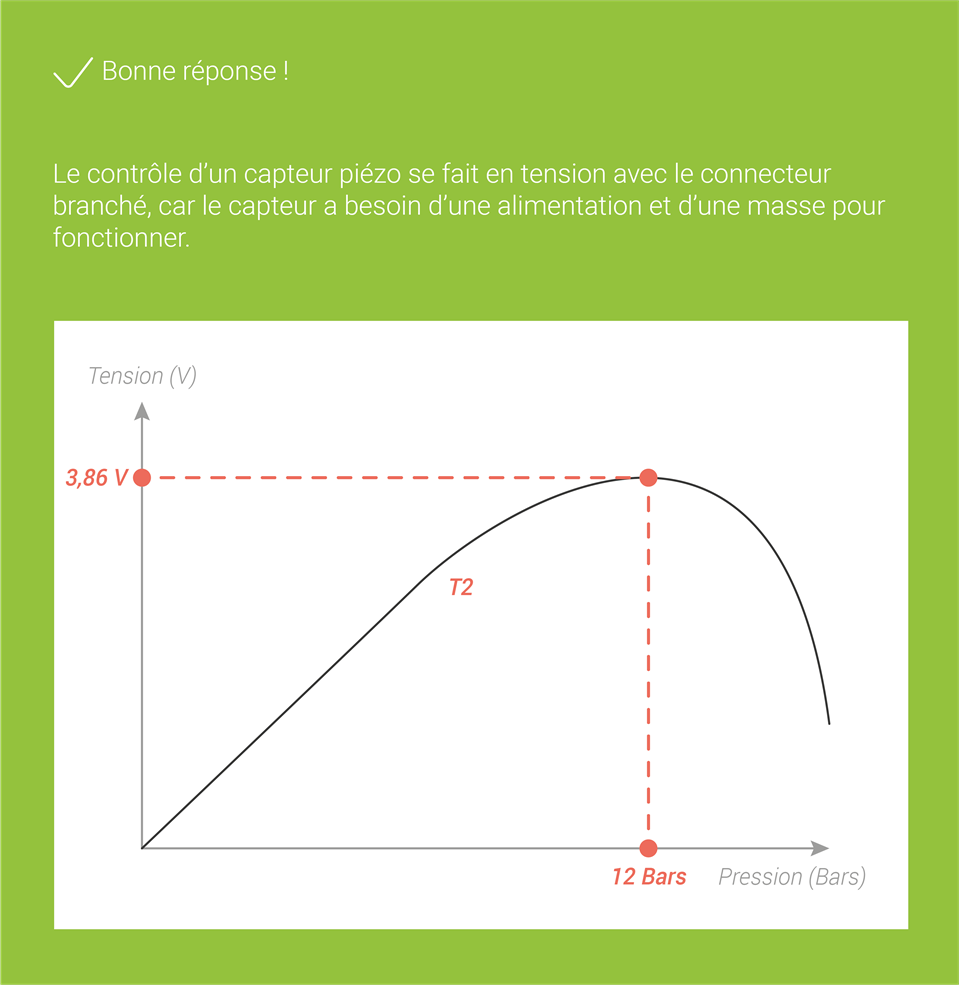 Bonne réponse !
Le contrôle d’un capteur piézo se fait en tension avec le connecteur
branché, car le capteur a besoin d’une alimentation et d’une masse pour
fonctionner.
Tension (V)
3,86 V
T2
12 Bars
Pression (Bars)